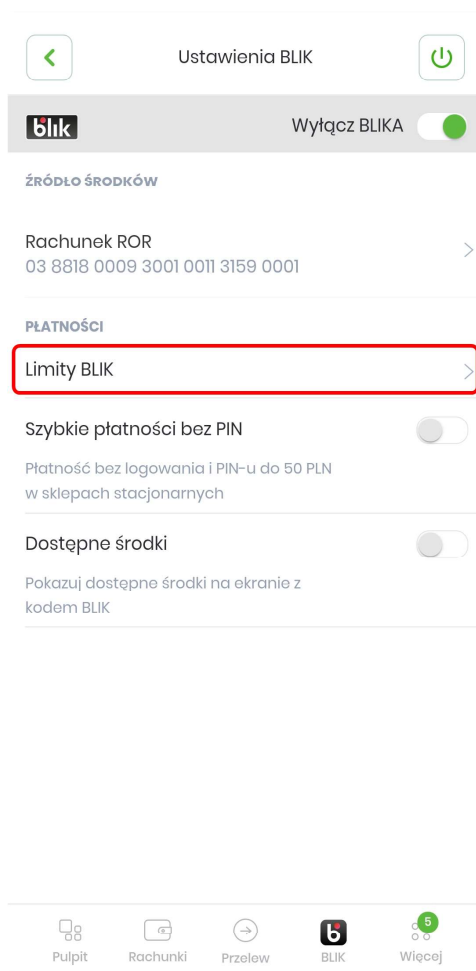 Ustawienia BLIK
blik
Wyłącz BLIKA
ŹRÓDŁO ŚRODKÓW
Rachunek ROR
03 8818 0009 3001 0011 3159 0001
PŁATNOŚCI
Limity BLIK
Szybkie płatności bez PIN
Płatność bez logowania i PIN-u do 50 PLN
w sklepach stacjonarnych
Dostępne środki
Pokazuj dostępne środki na ekranie z
kodem BLIK
5
Pulpit
Rachunki
Przelew
b
BLIK
Więcej